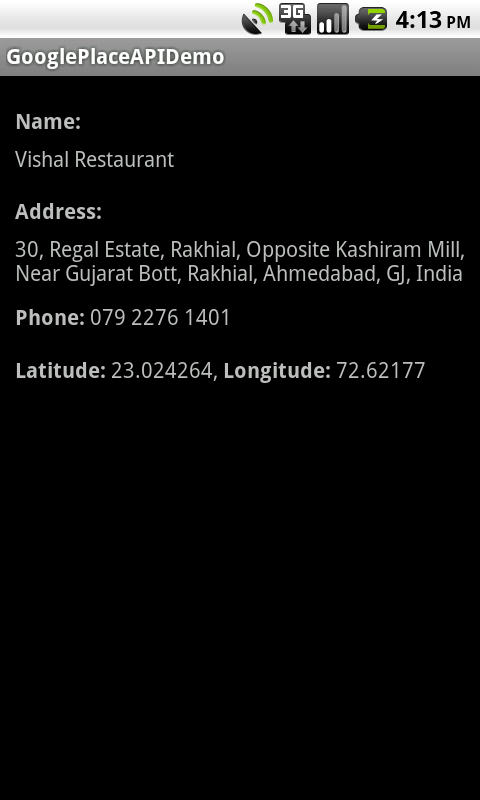 3G
4:13 PM
GooglePlaceAPIDemo
Name:
Vishal Restaurant
Address:
30, Regal Estate, Rakhial, Opposite Kashiram Mill,
Near Gujarat Bott, Rakhial, Ahmedabad, GJ, India
Phone: 079 2276 1401
Latitude: 23.024264, Longitude: 72.62177